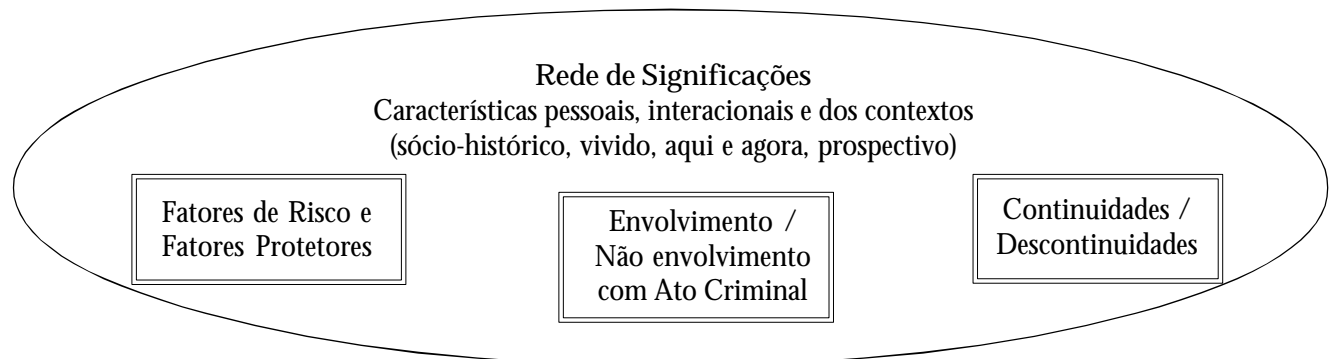 Rede de Significações
Características pessoais, interacionais e dos contextos
(sócio-histórico, vivido, aqui e agora, prospectivo)
Fatores de Risco e
Fatores Protetores
Envolvimento /
Não envolvimento
com Ato Criminal
Continuidades /
Descontinuidades